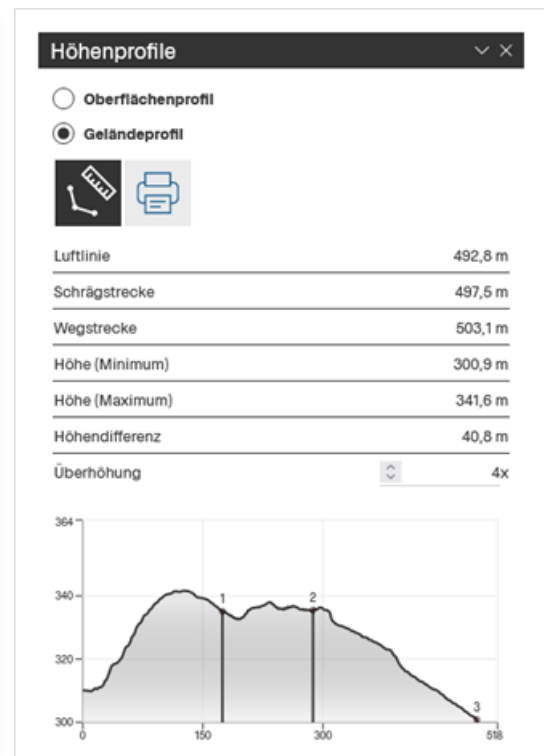 Höhenprofile
Oberflächenprofil
Geländeprofil
Luftlinie 492,8 m
Schrägstrecke 497,5 m
Wegstrecke 503,1 m
Höhe (Minimum) 300,9 m
Höhe (Maximum) 341,6 m
Höhendifferenz 40,8 m
Überhöhung 4x
364
340
320
300
1 2 3
0 150 300 518